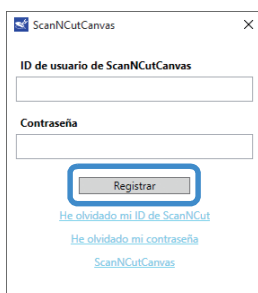 ScanNCutCanvas
ID de usuario de ScanNCutCanvas
Contraseña
Registrar
He olvidado mi ID de ScanNCut
He olvidado mi contraseña
ScanNCutCanvas